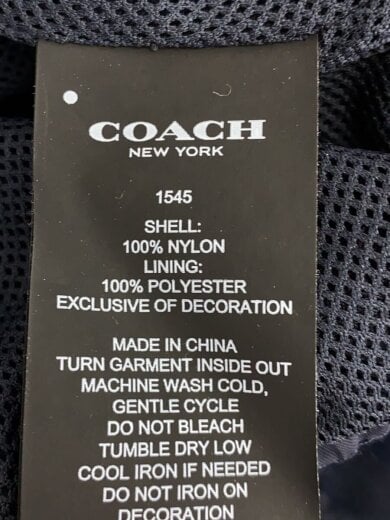 COACH
NEW YORK
1545
SHELL:
100% NYLON
LINING:
100% POLYESTER
EXCLUSIVE OF DECORATION
MADE IN CHINA
TURN GARMENT INSIDE OUT
MACHINE WASH COLD,
GENTLE CYCLE
DO NOT BLEACH
TUMBLE DRY LOW
COOL IRON IF NEEDED
DO NOT IRON ON
DECORATION